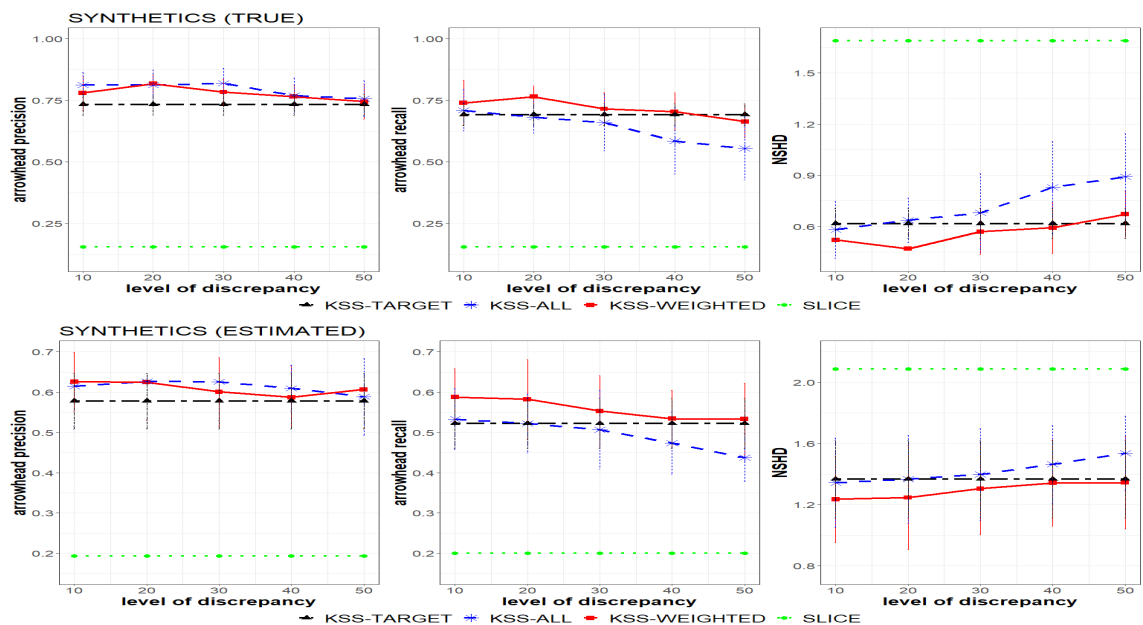 SYNTHETICS (TRUE)
arrowhead precision
1.00
0.75
0.50
0.25
10 20 30 40 50
level of discrepancy
arrowhead recall
1.00
0.75
0.50
0.25
10 20 30 40 50
level of discrepancy
NSHD
1.5
1.2
0.9
0.6
10 20 30 40 50
level of discrepancy
KSS-TARGET KSS-ALL KSS-WEIGHTED SLICE
SYNTHETICS (ESTIMATED)
arrowhead precision
0.7
0.6
0.5
0.4
0.3
0.2
10 20 30 40 50
level of discrepancy
arrowhead recall
0.7
0.6
0.5
0.4
0.3
0.2
10 20 30 40 50
level of discrepancy
NSHD
2.0
1.6
1.2
0.8
10 20 30 40 50
level of discrepancy
KSS-TARGET KSS-ALL KSS-WEIGHTED SLICE